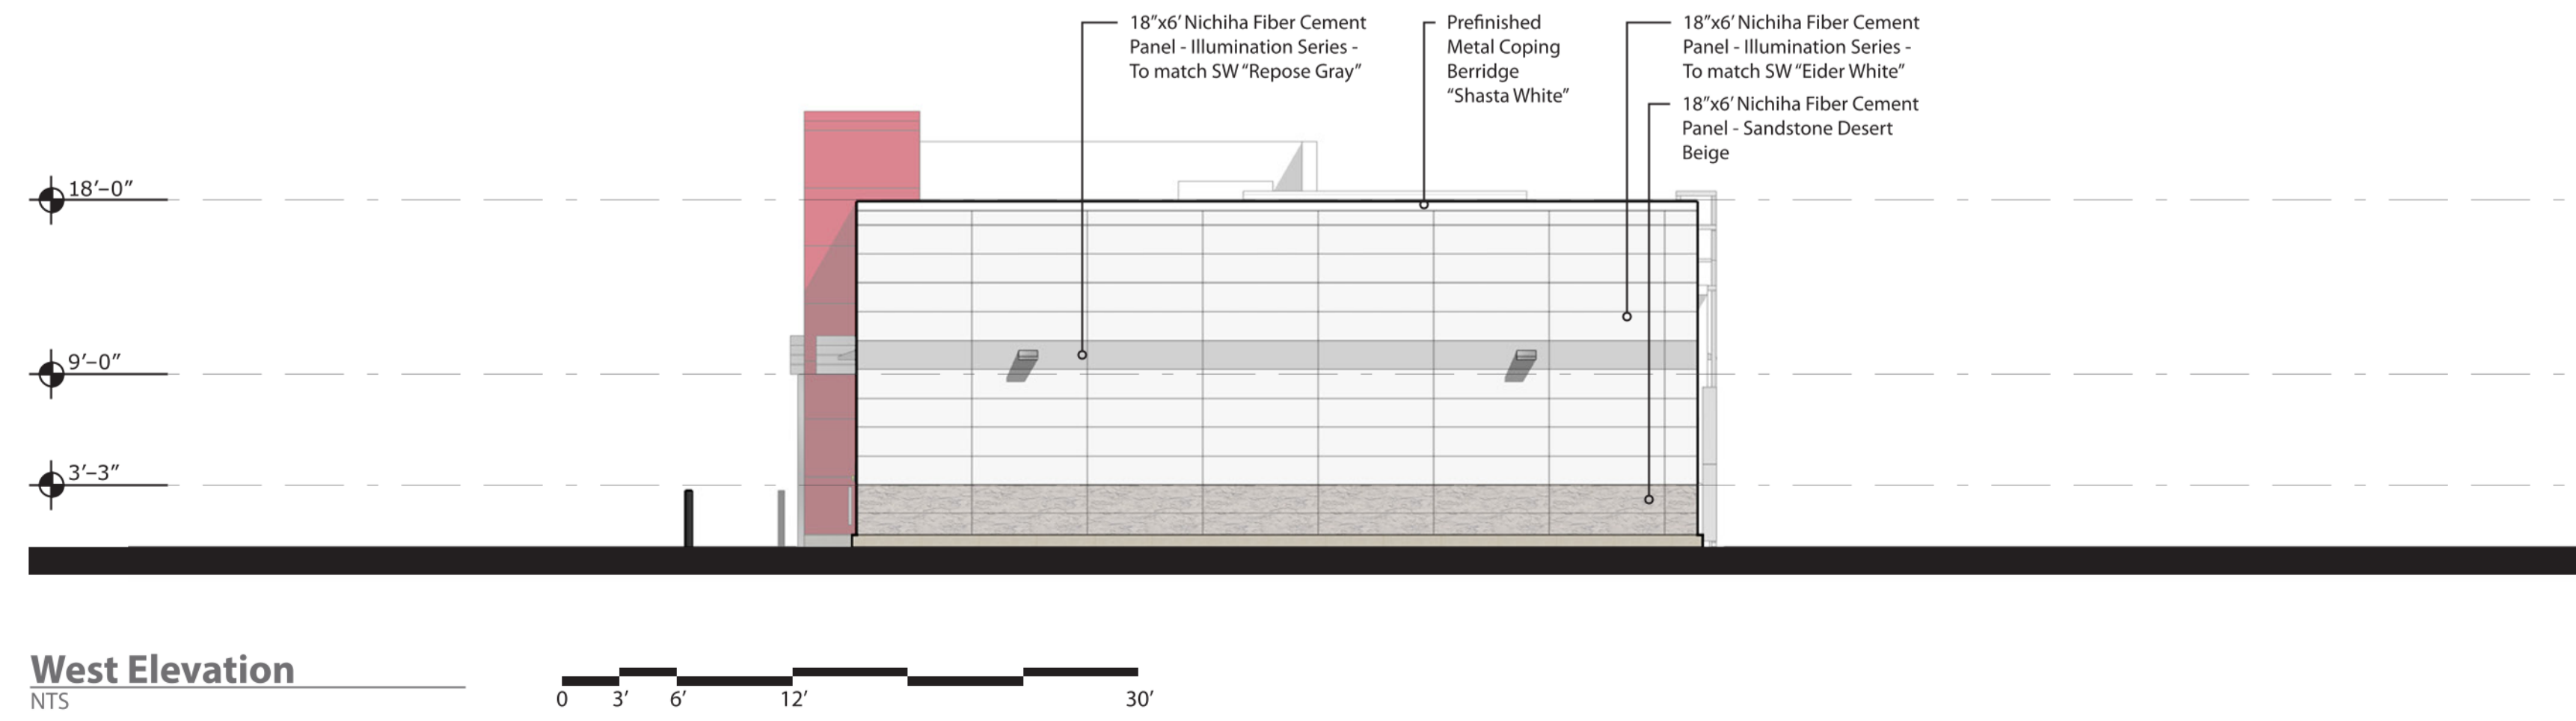 18”x6’ Nichiha Fiber Cement
Panel - Illumination Series -
To match SW “Repose Gray”
Prefinished
Metal Coping
Berridge
“Shasta White”
18”x6’ Nichiha Fiber Cement
Panel - Illumination Series -
To match SW “Eider White”
18”x6’ Nichiha Fiber Cement
Panel - Sandstone Desert
Beige
18’–0”
9’–0”
3’–3”
West Elevation
NTS
0 3’ 6’ 12’ 30’